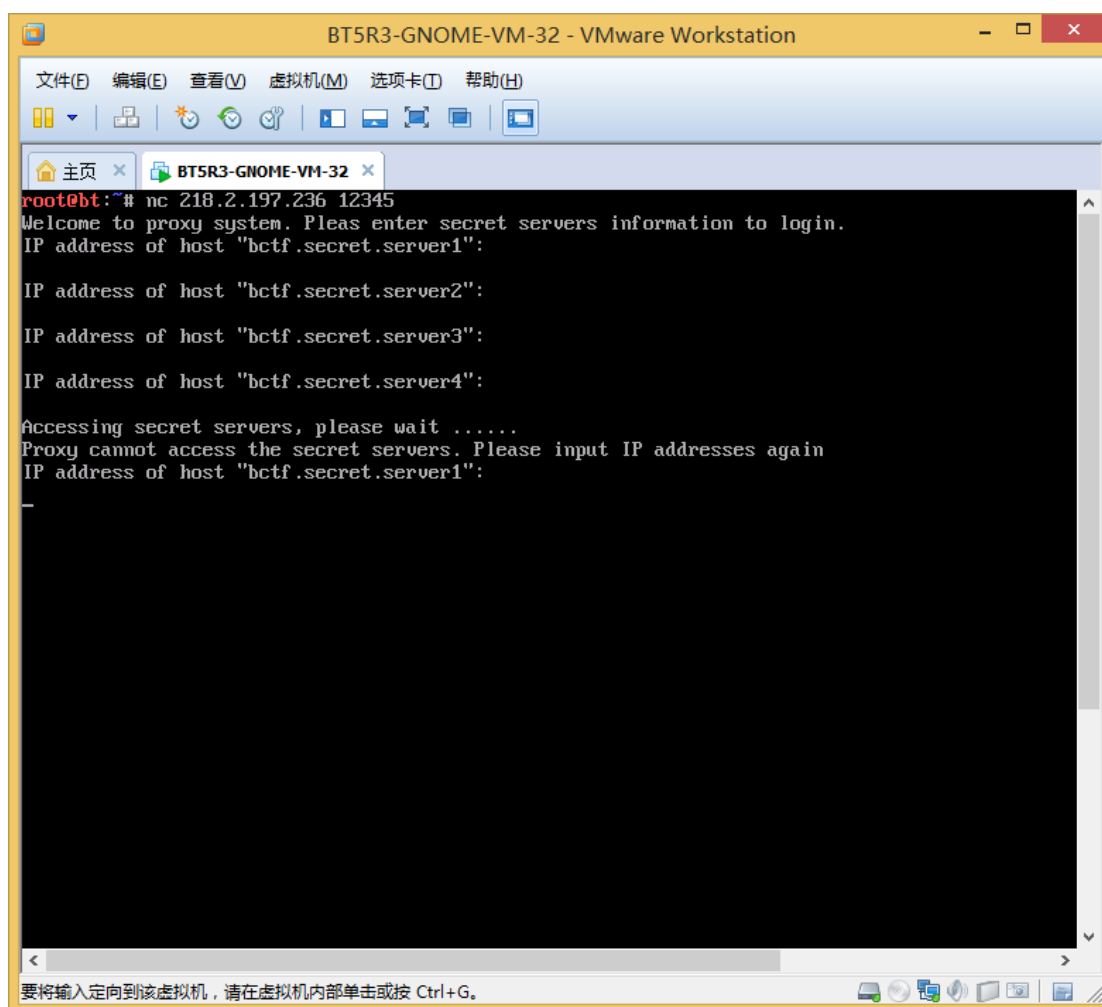 BT5R3-GNOME-VM-32 - VMware Workstation
文件(F) 编辑(E) 查看(V) 虚拟机(M) 选项卡(T) 帮助(H)
主页 BT5R3-GNOME-VM-32
root@bt:~# nc 218.2.197.236 12345
Welcome to proxy system. Pleas enter secret servers information to login.
IP address of host "bctf.secret.server1":
IP address of host "bctf.secret.server2":
IP address of host "bctf.secret.server3":
IP address of host "bctf.secret.server4":
Accessing secret servers, please wait ......
Proxy cannot access the secret servers. Please input IP addresses again
IP address of host "bctf.secret.server1":
要将输入定向到该虚拟机，请在虚拟机内部单击或按 Ctrl+G。